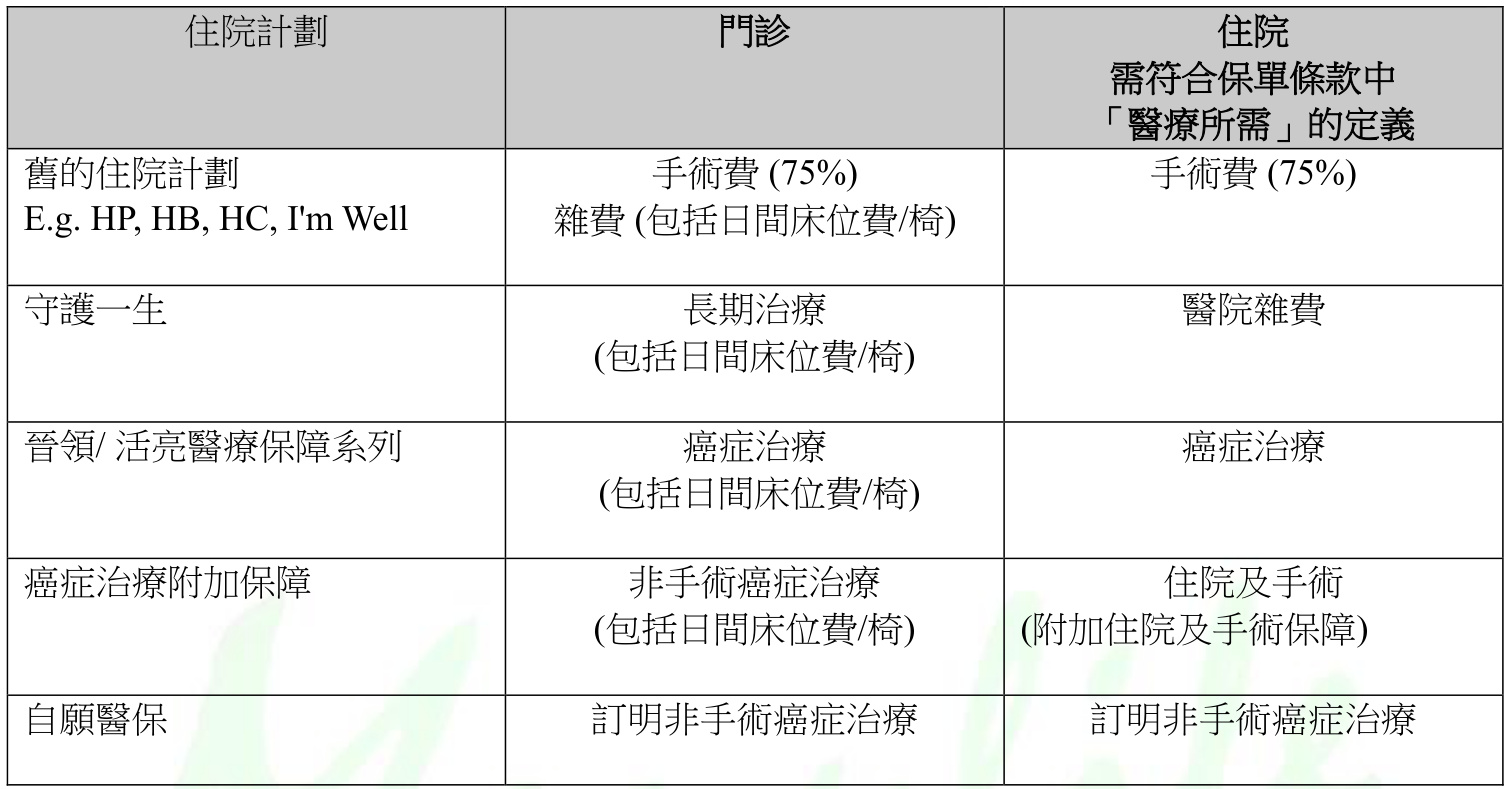 住院計劃
門診
住院
需符合保單條款中
「醫療所需」的定義
舊的住院計劃
E.g. HP, HB, HC, I'm Well
手術費 (75%)
雜費 (包括日間床位費/椅)
手術費 (75%)
守護一生
長期治療
(包括日間床位費/椅)
醫院雜費
晉領/ 活亮醫療保障系列
癌症治療
(包括日間床位費/椅)
癌症治療
癌症治療附加保障
非手術癌症治療
(包括日間床位費/椅)
住院及手術
(附加住院及手術保障)
自願醫保
訂明非手術癌症治療
訂明非手術癌症治療